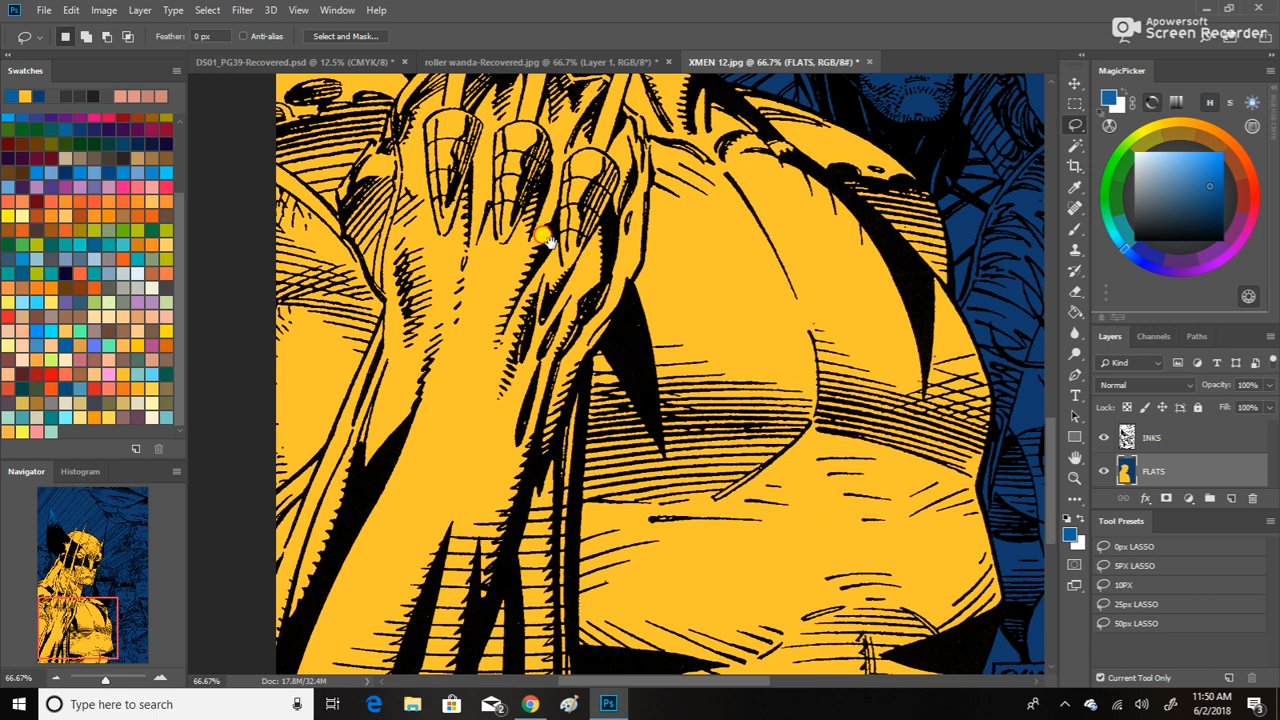 Ps File Edit Image Layer Type Select Filter 3D View Window Help
Apowersoft
Screen Recorder
Feather: 0 px Anti-alias Select and Mask...
DS01_PG39-Recovered.psd @ 12.5% (CMYK/8) * ×
roller wanda-Recovered.jpg @ 66.7% (Layer 1, RGB/8*) * ×
XMEN 12.jpg @ 66.7% (FLATS, RGB/8#) * ×
Swatches
MagicPicker
H S
Layers Channels Paths
Kind
Normal Opacity: 100%
Lock: Fill: 100%
INKS
FLATS
fx
Tool Presets
0px LASSO
5PX LASSO
10PX
25px LASSO
50px LASSO
Current Tool Only
Navigator Histogram
66.67%
66.67% Doc: 17.8M/32.4M
Type here to search
2
Ps
11:50 AM
6/2/2018
3